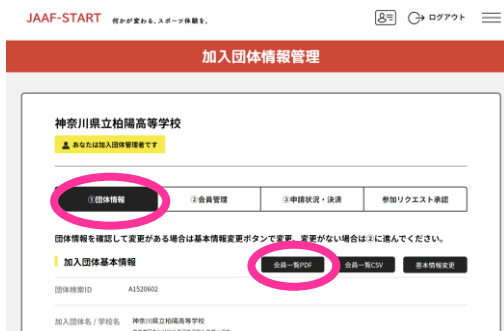 JAAF-START 何かが変わる、スポーツ体験を。
ログアウト
加入団体情報管理
神奈川県立柏陽高等学校
あなたは加入団体管理者です
①団体情報 ②会員管理 ③申請状況・決済 参加リクエスト承認
団体情報を確認して変更がある場合は基本情報変更ボタンで変更、変更がない場合は②に進んでください。
加入団体基本情報 会員一覧PDF 会員一覧CSV 基本情報変更
団体検索ID A1520602
加入団体名 / 学校名 神奈川県立柏陽高等学校